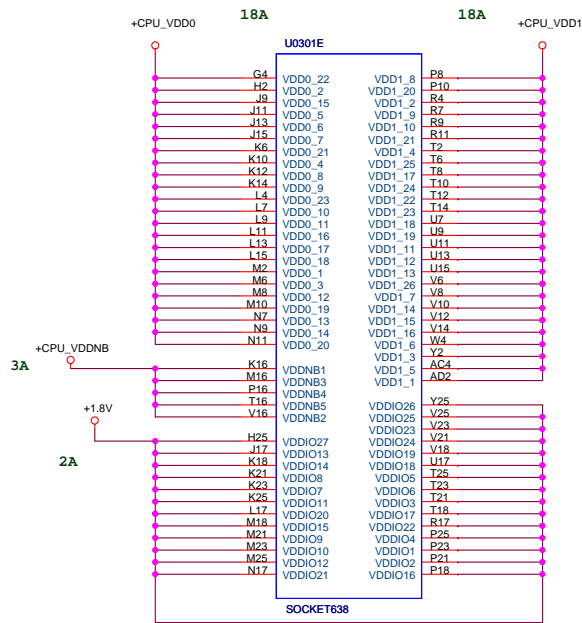 18A 18A
+CPU_VDD0 +CPU_VDD1
U0301E
G4 VDD0_22 VDD1_8 P8
H2 VDD0_2 VDD1_20 P10
J9 VDD0_15 VDD1_2 R4
J11 VDD0_5 VDD1_9 R7
J13 VDD0_6 VDD1_10 R9
J15 VDD0_7 VDD1_21 R11
K6 VDD0_21 VDD1_4 T2
K10 VDD0_4 VDD1_25 T6
K12 VDD0_8 VDD1_17 T8
K14 VDD0_9 VDD1_24 T10
L4 VDD0_23 VDD1_22 T12
L7 VDD0_10 VDD1_23 T14
L9 VDD0_11 VDD1_18 U7
L11 VDD0_16 VDD1_19 U9
L13 VDD0_17 VDD1_11 U11
L15 VDD0_18 VDD1_12 U13
M2 VDD0_1 VDD1_13 U15
M6 VDD0_3 VDD1_26 V6
M8 VDD0_12 VDD1_7 V8
M10 VDD0_19 VDD1_14 V10
N7 VDD0_13 VDD1_15 V12
N9 VDD0_14 VDD1_16 V14
N11 VDD0_20 VDD1_6 W4
+CPU_VDDNB VDD1_3 Y2
3A K16 VDDNB1 VDD1_5 AC4
M16 VDDNB3 VDD1_1 AD2
P16 VDDNB4
T16 VDDNB5 VDDIO26 Y25
+1.8V V16 VDDNB2 VDDIO25 V25
VDDIO23 V23
H25 VDDIO27 VDDIO24 V21
J17 VDDIO13 VDDIO19 V18
2A K18 VDDIO14 VDDIO18 U17
K21 VDDIO8 VDDIO5 T25
K23 VDDIO7 VDDIO6 T23
K25 VDDIO11 VDDIO3 T21
L17 VDDIO20 VDDIO17 T18
M18 VDDIO15 VDDIO22 R17
M21 VDDIO9 VDDIO4 P25
M23 VDDIO10 VDDIO1 P23
M25 VDDIO12 VDDIO2 P21
N17 VDDIO21 VDDIO16 P18
SOCKET638